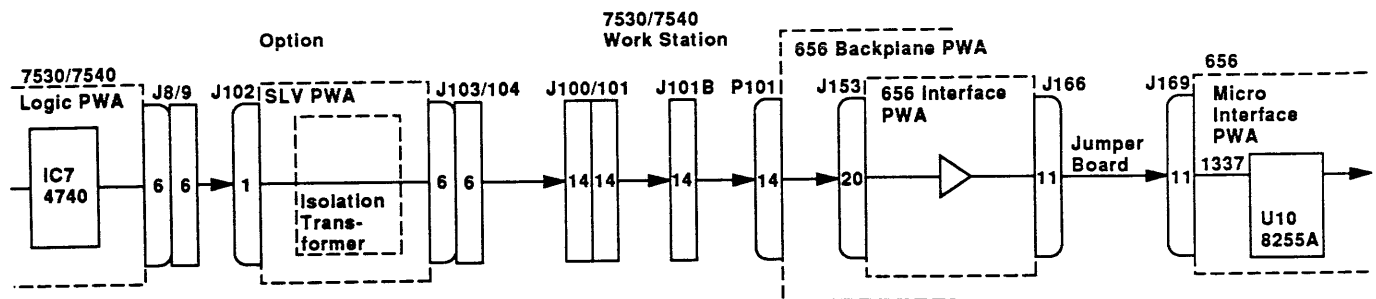 7530/7540
Work Station
Option
656 Backplane PWA
7530/7540
Logic PWA
J8/9
J102
SLV PWA
J103/104
J100/101
J101B
P101
J153
656 Interface
PWA
J166
J169
656
Micro
Interface
PWA
Jumper
Board
IC7
4740
6
6
1
6
6
14
14
14
14
20
11
11
1337
Isolation
Trans-
former
U10
8255A